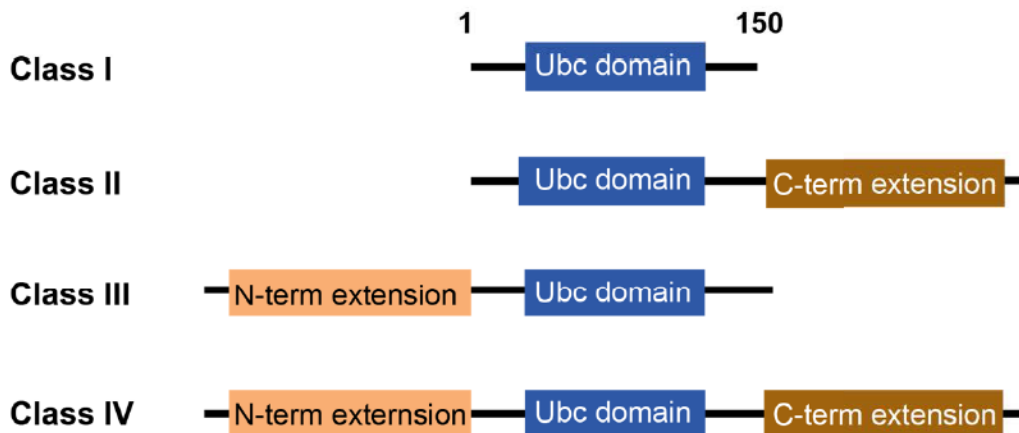 1 150
Class I Ubc domain
Class II Ubc domain C-term extension
Class III N-term extension Ubc domain
Class IV N-term externsion Ubc domain C-term extension